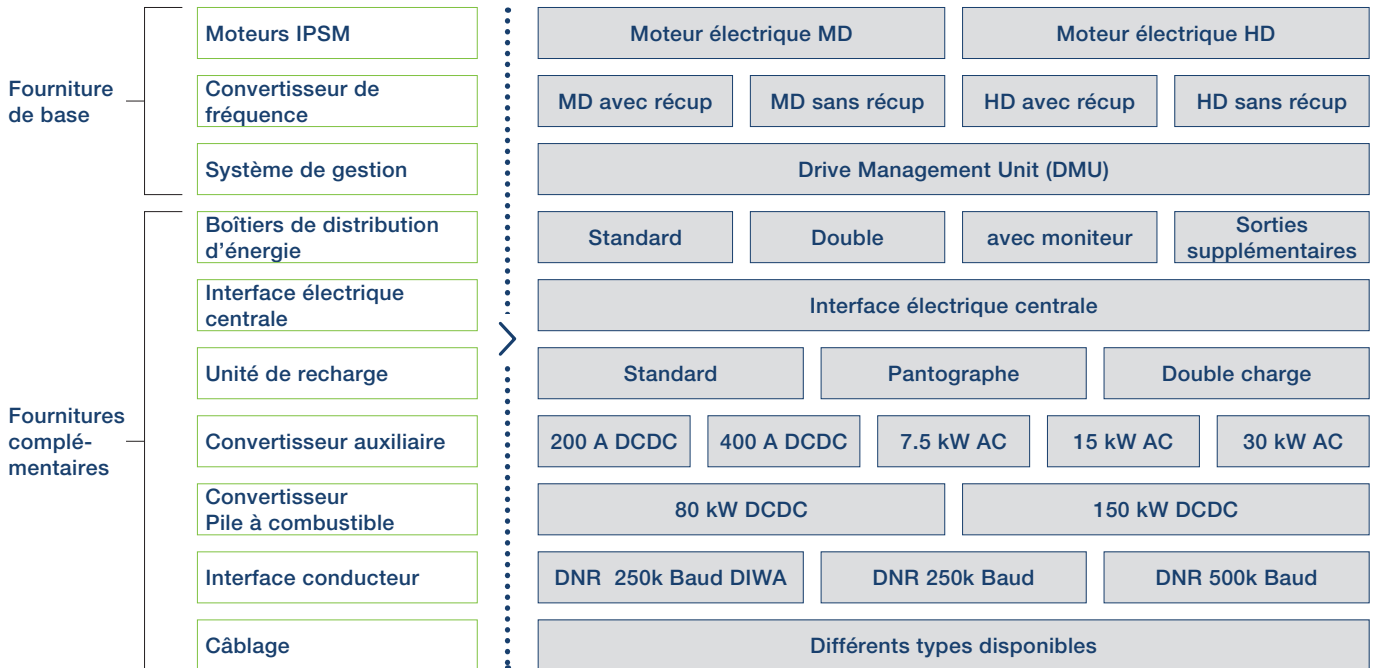 Moteurs IPSM
Moteur électrique MD
Moteur électrique HD
Fourniture
de base
Convertisseur de
fréquence
MD avec récup
MD sans récup
HD avec récup
HD sans récup
Système de gestion
Drive Management Unit (DMU)
Boîtiers de distribution
d’énergie
Standard
Double
avec moniteur
Sorties
supplémentaires
Interface électrique
centrale
Interface électrique centrale
Unité de recharge
Standard
Pantographe
Double charge
Fournitures
complé-
mentaires
Convertisseur auxiliaire
200 A DCDC
400 A DCDC
7.5 kW AC
15 kW AC
30 kW AC
Convertisseur
Pile à combustible
80 kW DCDC
150 kW DCDC
Interface conducteur
DNR 250k Baud DIWA
DNR 250k Baud
DNR 500k Baud
Câblage
Différents types disponibles